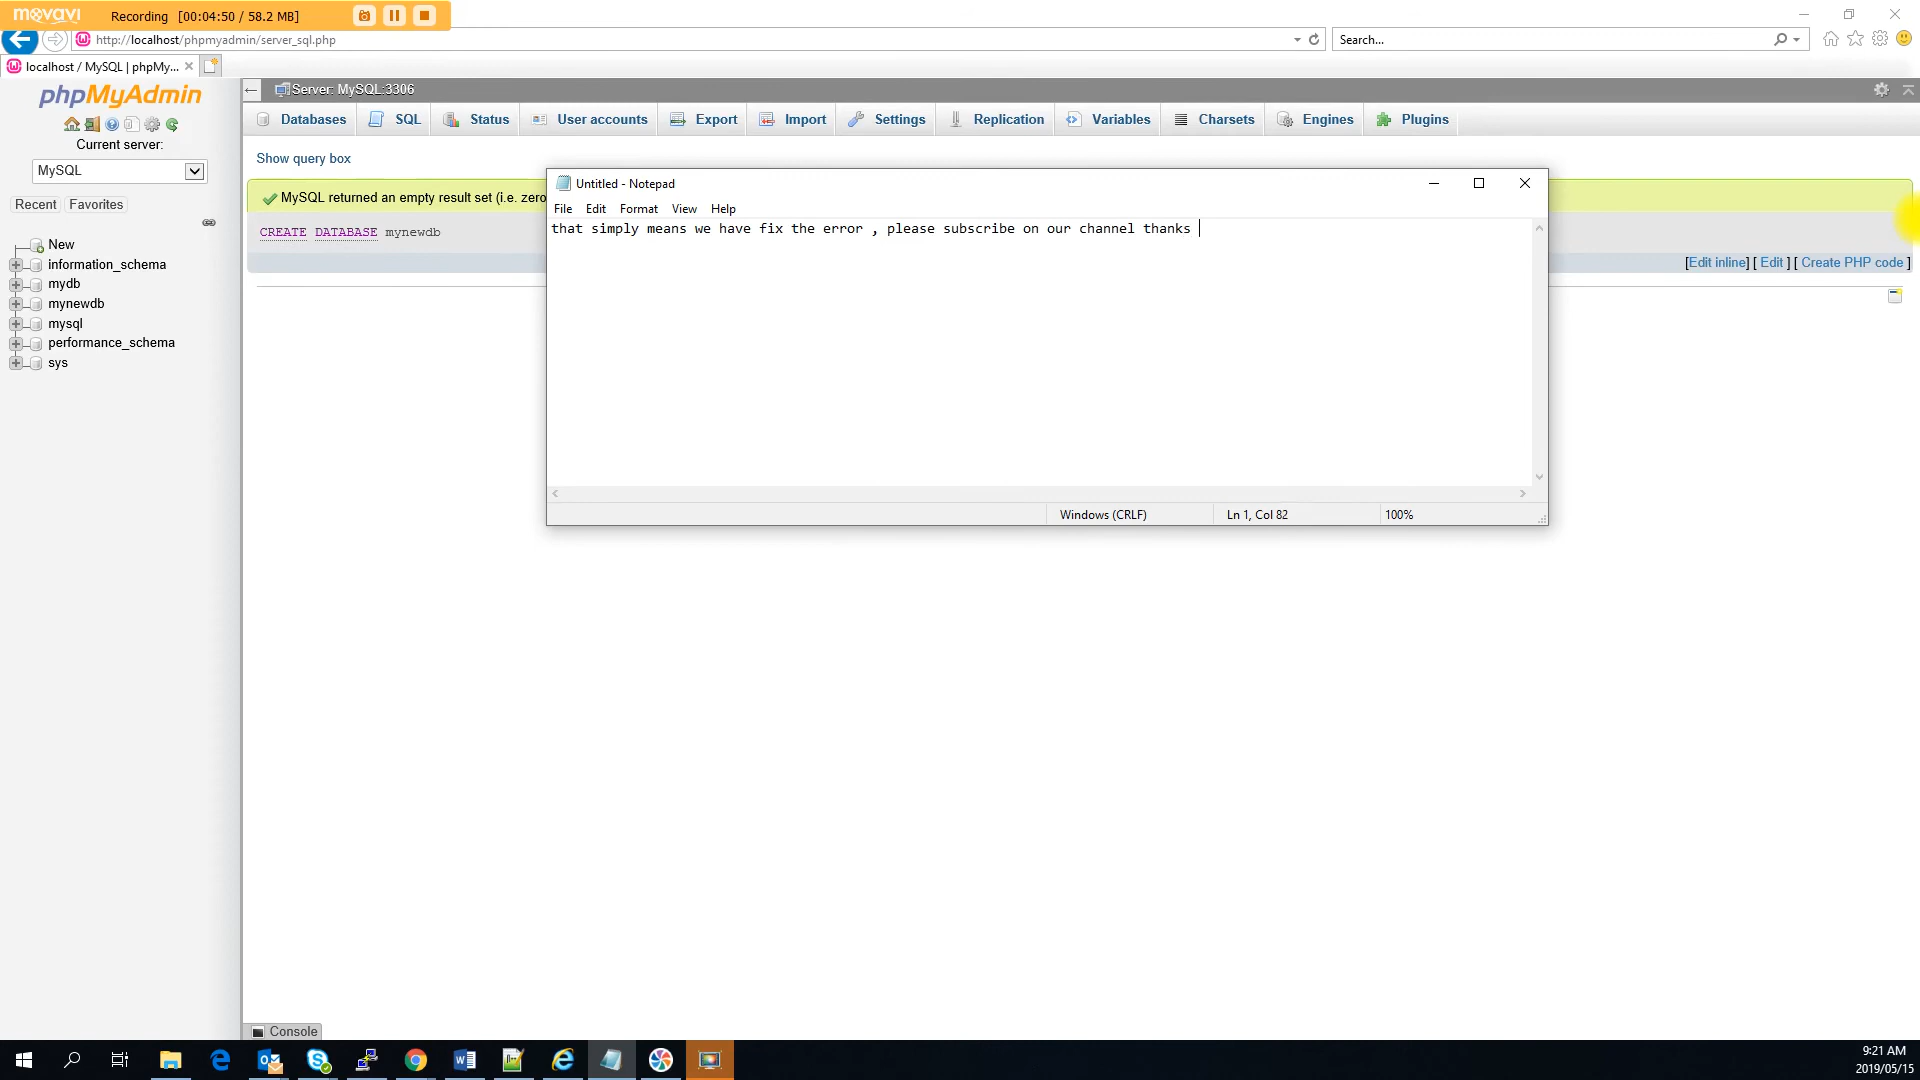 movavi
Recording [00:04:50 / 58.2 MB]
http://localhost/phpmyadmin/server_sql.php
Search...
localhost / MySQL | phpMy...
phpMyAdmin
Current server:
MySQL
Recent Favorites
New
information_schema
mydb
mynewdb
mysql
performance_schema
sys
Server: MySQL:3306
Databases SQL Status User accounts Export Import Settings Replication Variables Charsets Engines Plugins
Show query box
MySQL returned an empty result set (i.e. zero
CREATE DATABASE mynewdb
[Edit inline] [ Edit ] [ Create PHP code ]
Untitled - Notepad
File Edit Format View Help
that simply means we have fix the error , please subscribe on our channel thanks
Windows (CRLF) Ln 1, Col 82 100%
Console
9:21 AM
2019/05/15